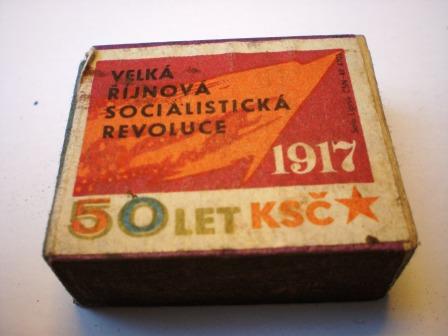 VELKÁ
ŘÍJNOVÁ
SOCIALISTICKÁ
REVOLUCE
1917
50 LET KSČ